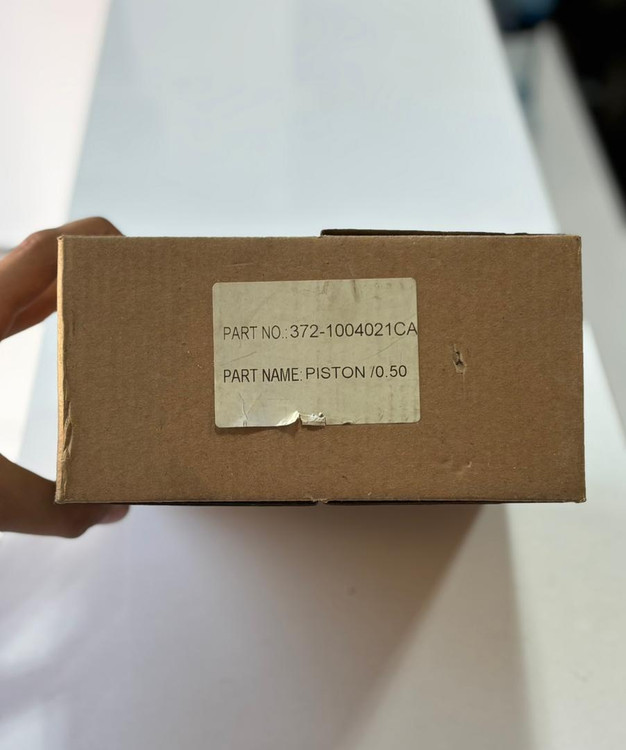 PART NO.:372-1004021CA
PART NAME: PISTON /0.50